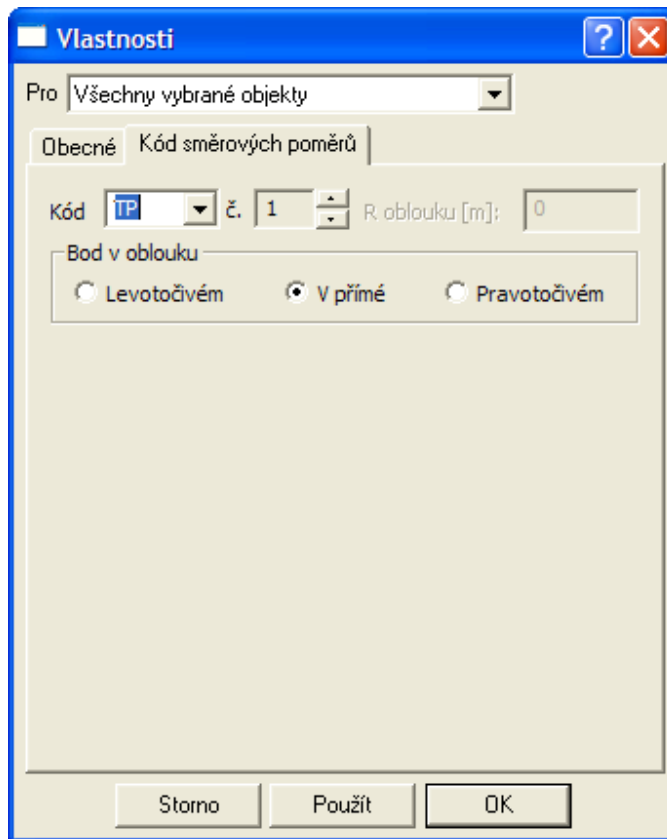 Vlastnosti
Pro Všechny vybrané objekty
Obecné Kód směrových poměrů
Kód TP č. 1 R oblouku [m]: 0
Bod v oblouku
Levotočivém V přímé Pravotočivém
Storno Použít OK